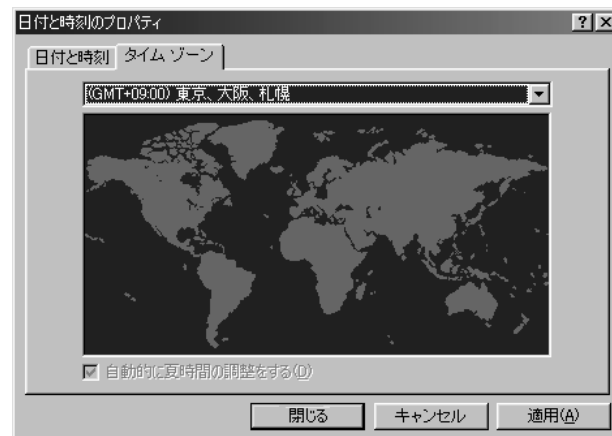 日付と時刻のプロパティ
日付と時刻 タイム ゾーン
(GMT+09:00) 東京、大阪、札幌
自動的に夏時間の調整をする(D)
閉じる キャンセル 適用(A)